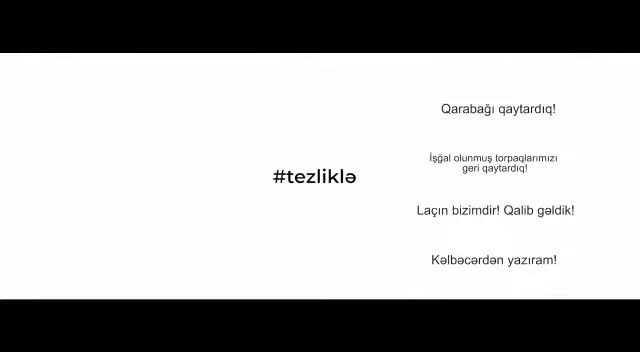 #tezliklə
Qarabağı qaytardıq!
İşğal olunmuş torpaqlarımızı
geri qaytardıq!
Laçın bizimdir! Qalib gəldik!
Kəlbəcərdən yazıram!